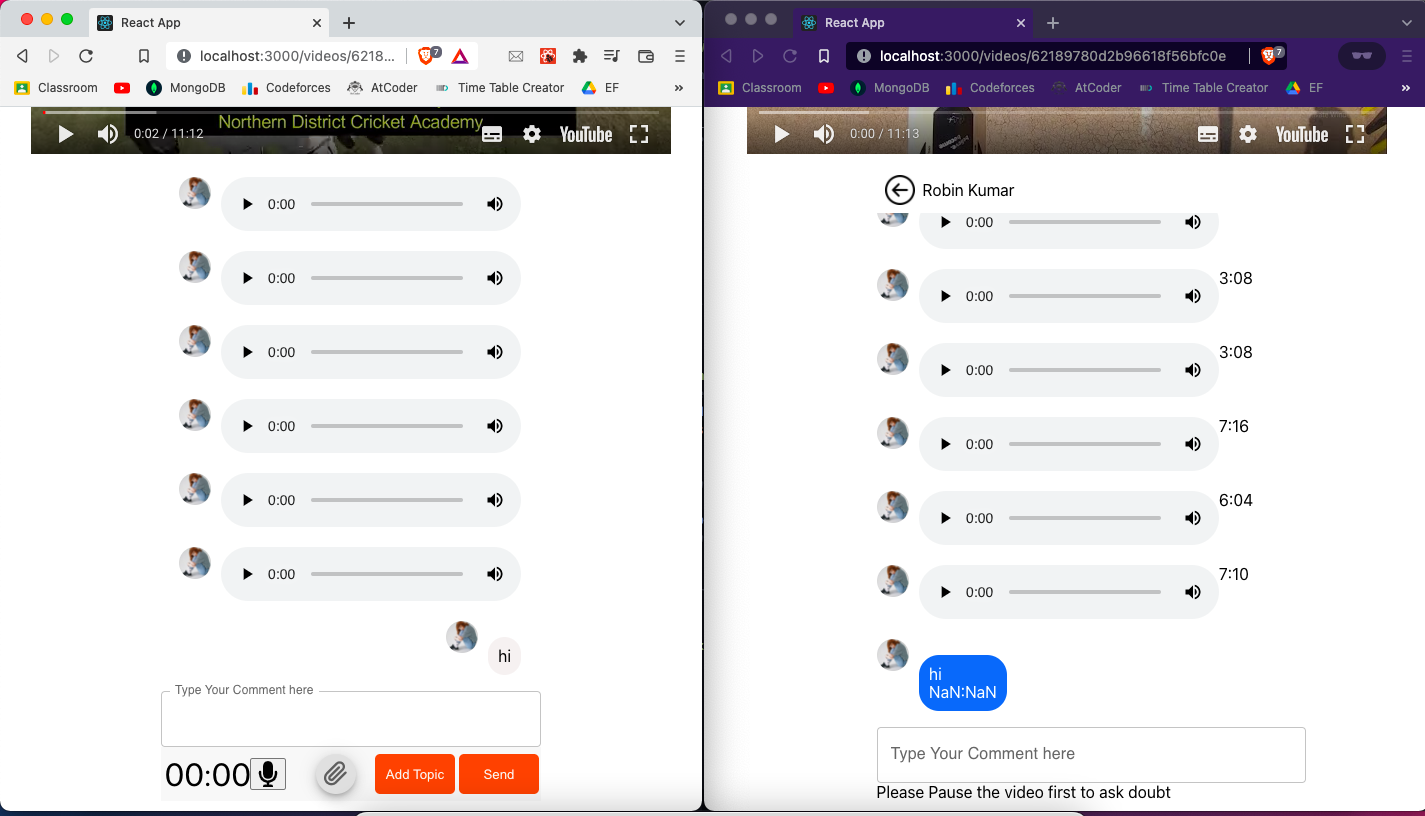 React App
localhost:3000/videos/6218...
7
Classroom
MongoDB
Codeforces
AtCoder
Time Table Creator
EF
»
Northern District Cricket Academy
0:02 / 11:12
YouTube
0:00
0:00
0:00
0:00
0:00
0:00
hi
Type Your Comment here
00:00
Add Topic
Send
React App
localhost:3000/videos/62189780d2b96618f56bfc0e
7
Classroom
MongoDB
Codeforces
AtCoder
Time Table Creator
EF
»
0:00 / 11:13
YouTube
Robin Kumar
0:00
0:00 3:08
0:00 3:08
0:00 7:16
0:00 6:04
0:00 7:10
hi
NaN:NaN
Type Your Comment here
Please Pause the video first to ask doubt